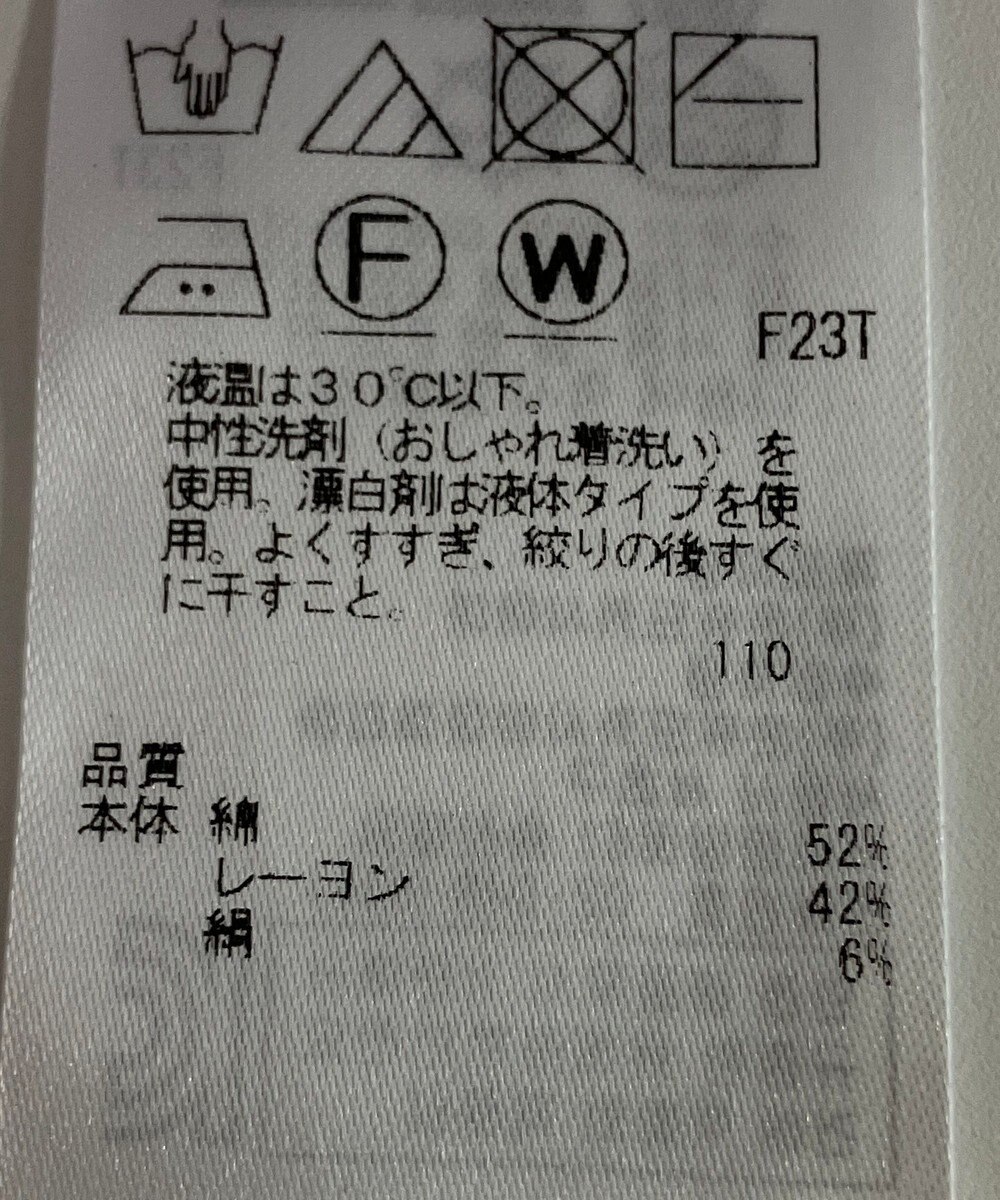 F W
F23T
液温は30℃以下。
中性洗剤（おしゃれ着洗い）を
使用。漂白剤は液体タイプを使
用。よくすすぎ、絞りの後すぐ
に干すこと。
110
品質
本体 綿 52%
レーヨン 42%
絹 6%